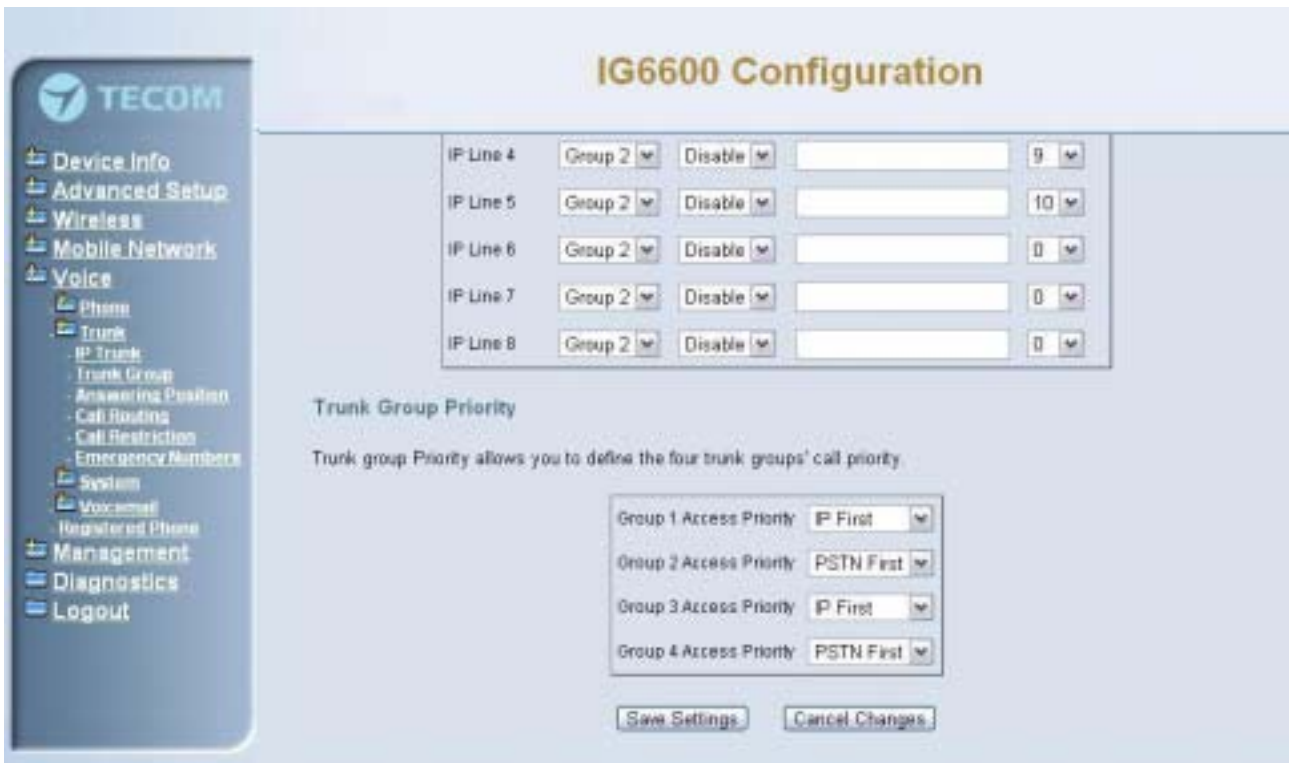 IG6600 Configuration
TECOM
Device Info
Advanced Setup
Wireless
Mobile Network
Voice
Phone
Trunk
IP Trunk
Trunk Group
Answering Position
Call Routing
Call Restriction
Emergency Numbers
System
Voicemail
Registered Phone
Management
Diagnostics
Logout
IP Line 4 Group 2 Disable 9
IP Line 5 Group 2 Disable 10
IP Line 6 Group 2 Disable 0
IP Line 7 Group 2 Disable 0
IP Line 8 Group 2 Disable 0
Trunk Group Priority
Trunk group Priority allows you to define the four trunk groups' call priority.
Group 1 Access Priority IP First
Group 2 Access Priority PSTN First
Group 3 Access Priority IP First
Group 4 Access Priority PSTN First
Save Settings Cancel Changes